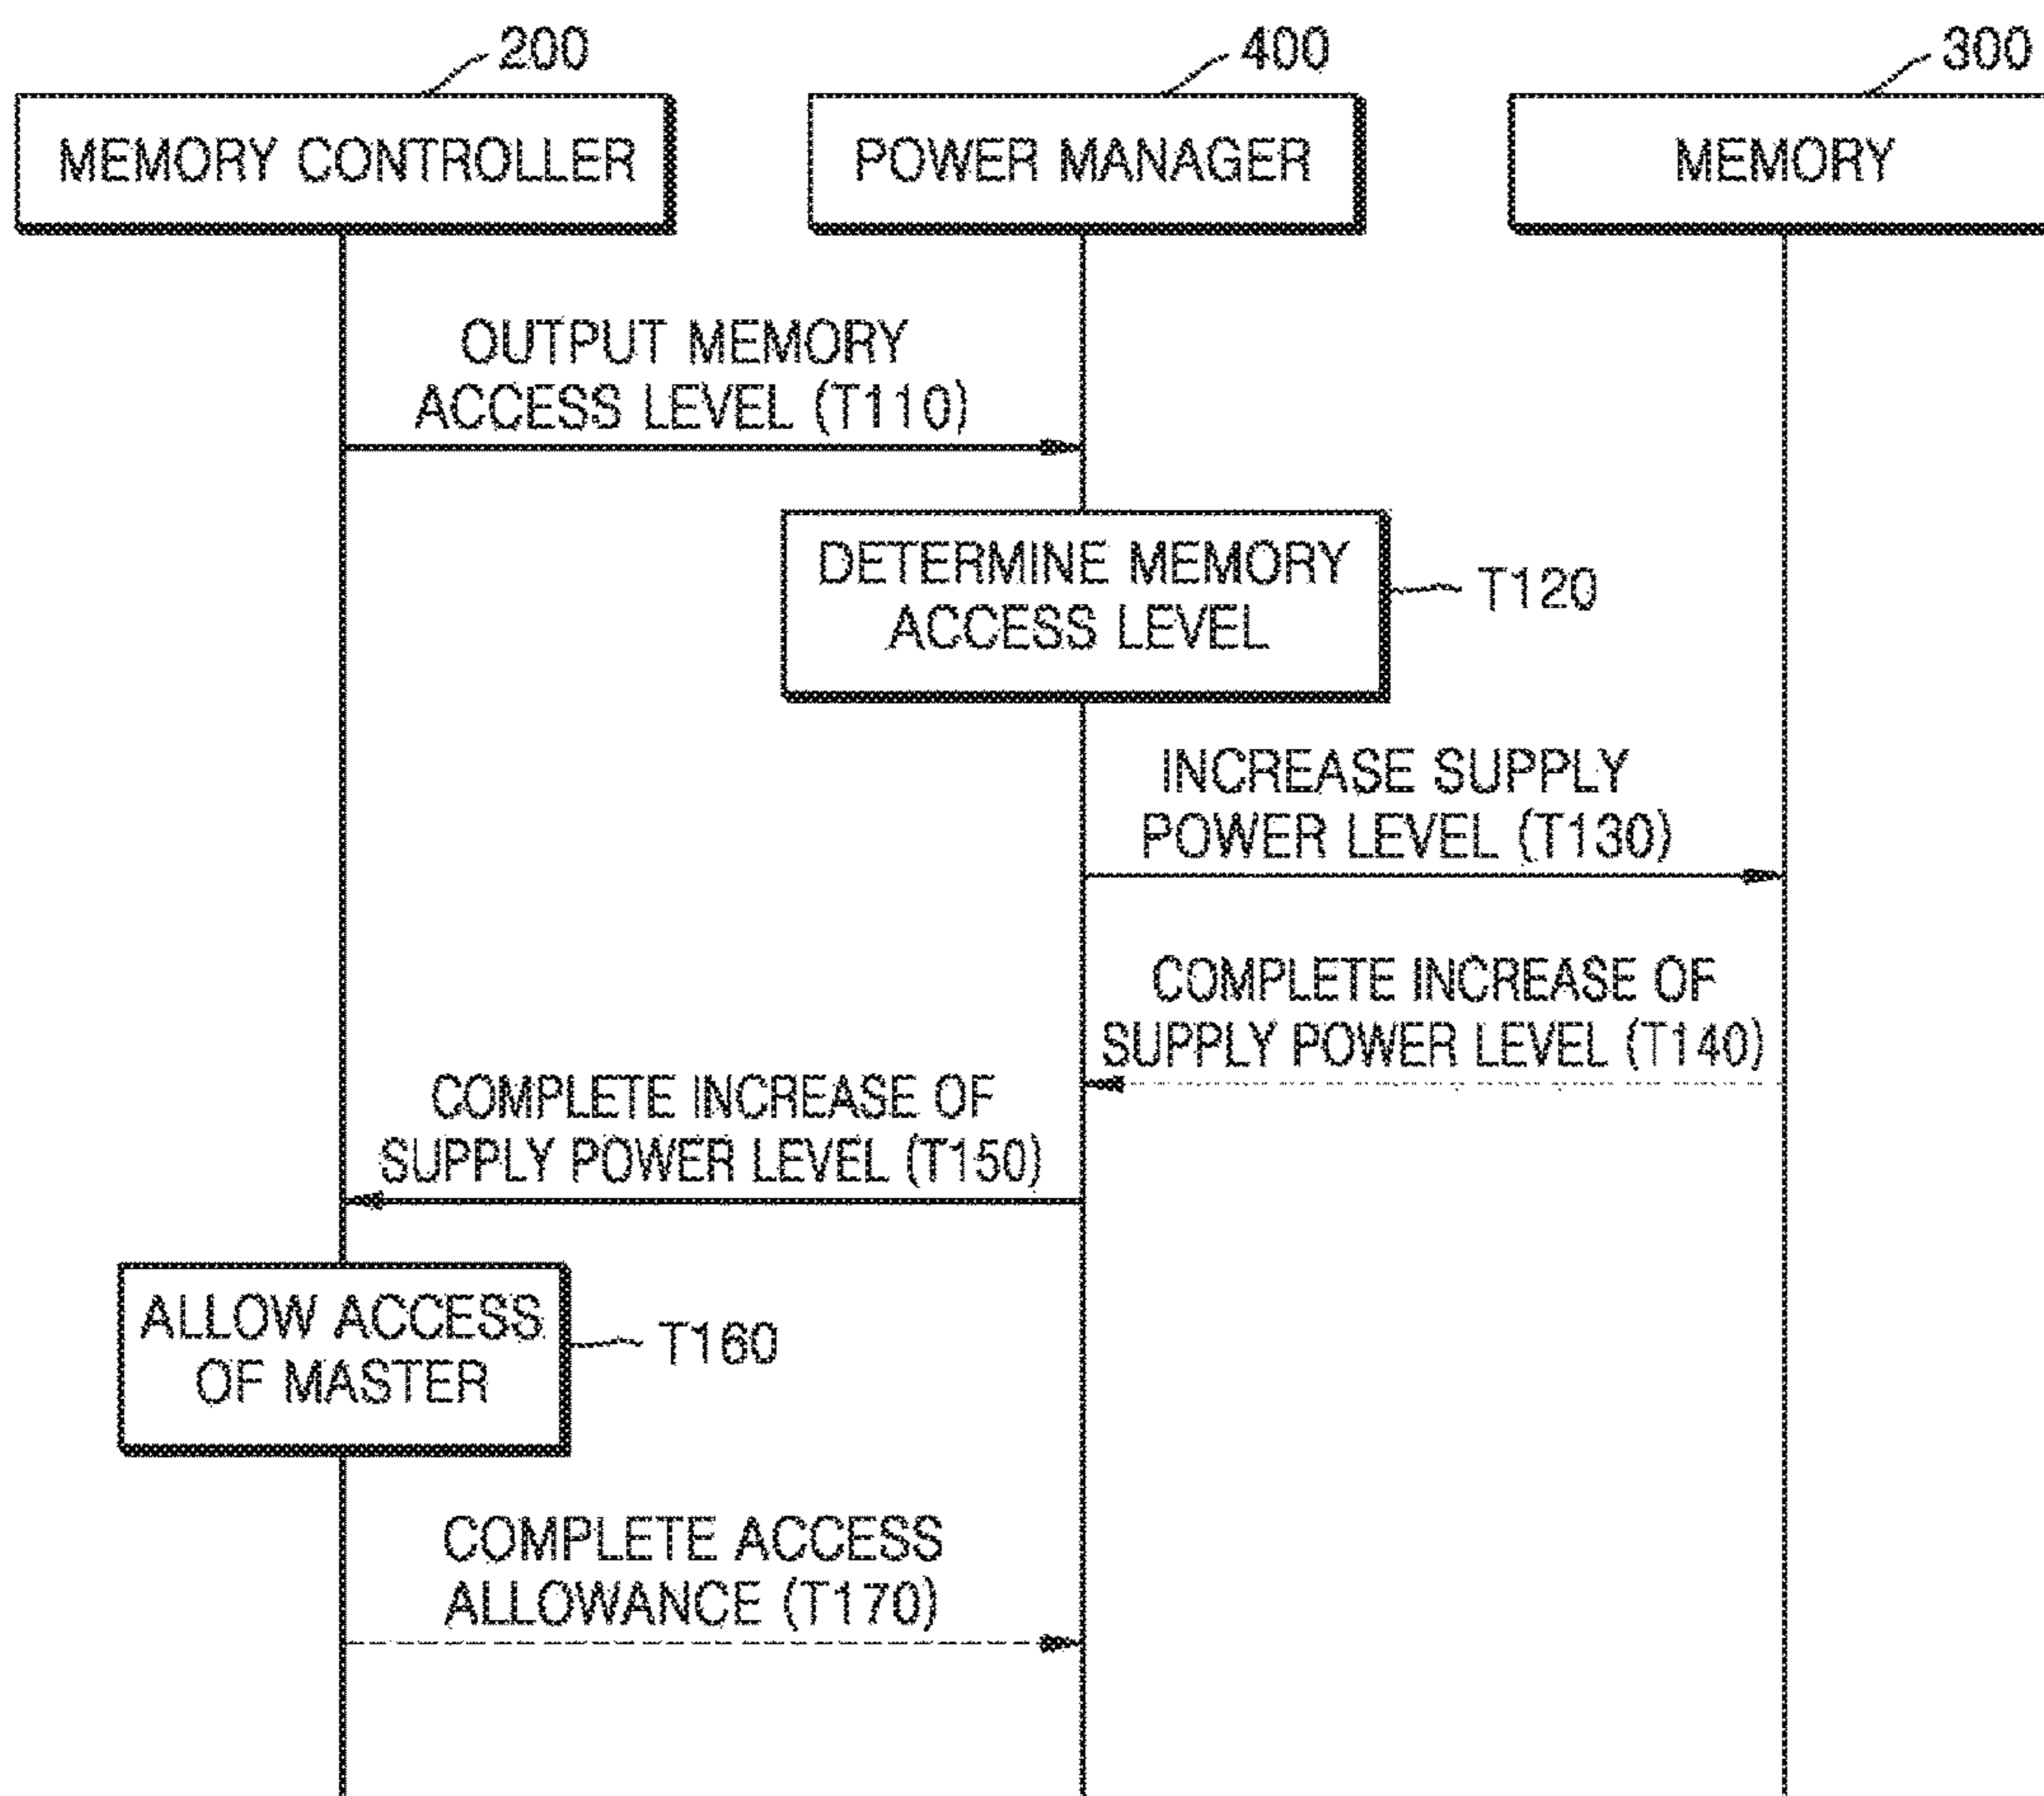 200
400
300
MEMORY CONTROLLER
POWER MANAGER
MEMORY
OUTPUT MEMORY
ACCESS LEVEL (T110)
DETERMINE MEMORY
ACCESS LEVEL
T120
INCREASE SUPPLY
POWER LEVEL (T130)
COMPLETE INCREASE OF
SUPPLY POWER LEVEL (T140)
COMPLETE INCREASE OF
SUPPLY POWER LEVEL (T150)
ALLOW ACCESS
OF MASTER
T160
COMPLETE ACCESS
ALLOWANCE (T170)